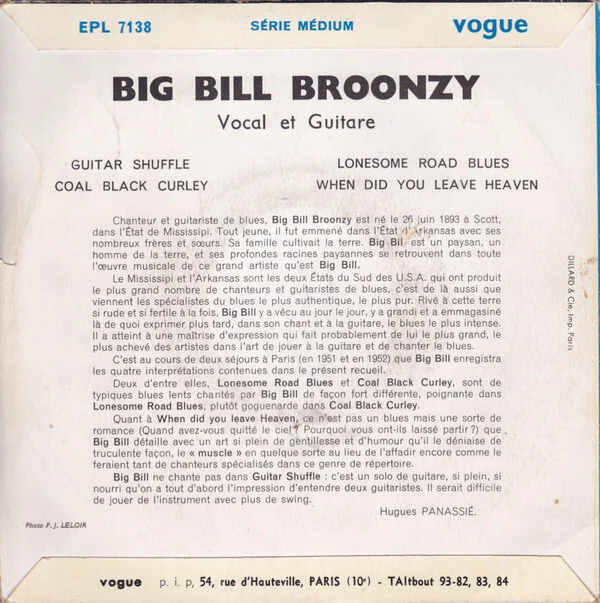 EPL 7138 SÉRIE MÉDIUM vogue
BIG BILL BROONZY
Vocal et Guitare
GUITAR SHUFFLE
COAL BLACK CURLEY
LONESOME ROAD BLUES
WHEN DID YOU LEAVE HEAVEN
Chanteur et guitariste de blues, Big Bill Broonzy est né le 26 juin 1893 à Scott,
dans l'État de Mississipi. Tout jeune, il fut emmené dans l'État d'Arkansas avec ses
nombreux frères et sœurs. Sa famille cultivait la terre. Big Bill est un paysan, un
homme de la terre, et ses profondes racines paysannes se retrouvent dans toute
l'œuvre musicale de ce grand artiste qu'est Big Bill.
Le Mississipi et l'Arkansas sont les deux États du Sud des U.S.A. qui ont produit
le plus grand nombre de chanteurs et guitaristes de blues, c'est de là aussi que
viennent les spécialistes du blues le plus authentique, le plus pur. Rivé à cette terre
si rude et si fertile à la fois, Big Bill y a vécu au jour le jour, y a grandi et a emmagasiné
là de quoi exprimer plus tard, dans son chant et à la guitare, le blues le plus intense.
Il a atteint à une maîtrise d'expression qui fait probablement de lui le plus grand, le
plus achevé des artistes dans l'art de jouer à la guitare et de chanter le blues.
C'est au cours de deux séjours à Paris (en 1951 et en 1952) que Big Bill enregistra
les quatre interprétations contenues dans le présent recueil.
Deux d'entre elles, Lonesome Road Blues et Coal Black Curley, sont de
typiques blues lents chantés par Big Bill de façon fort différente, poignante dans
Lonesome Road Blues, plutôt goguenarde dans Coal Black Curley.
Quant à When did you leave Heaven, ce n'est pas un blues mais une sorte de
romance (Quand avez-vous quitté le ciel? Pourquoi vous ont-ils laissé partir?) que
Big Bill détaille avec un art si plein de gentillesse et d'humour qu'il le déniaise de
truculente façon, le « muscle » en quelque sorte au lieu de l'affadir encore comme le
feraient tant de chanteurs spécialisés dans ce genre de répertoire.
Big Bill ne chante pas dans Guitar Shuffle : c'est un solo de guitare, si plein, si
nourri qu'on a tout d'abord l'impression d'entendre deux guitaristes. Il serait difficile
de jouer de l'instrument avec plus de swing.
Hugues PANASSIÉ.
Photo P. J. LELOIR
DILLARD & Cie. Imp. Paris
vogue p. i. p, 54, rue d'Hauteville, PARIS (10e) - TAItbout 93-82, 83, 84